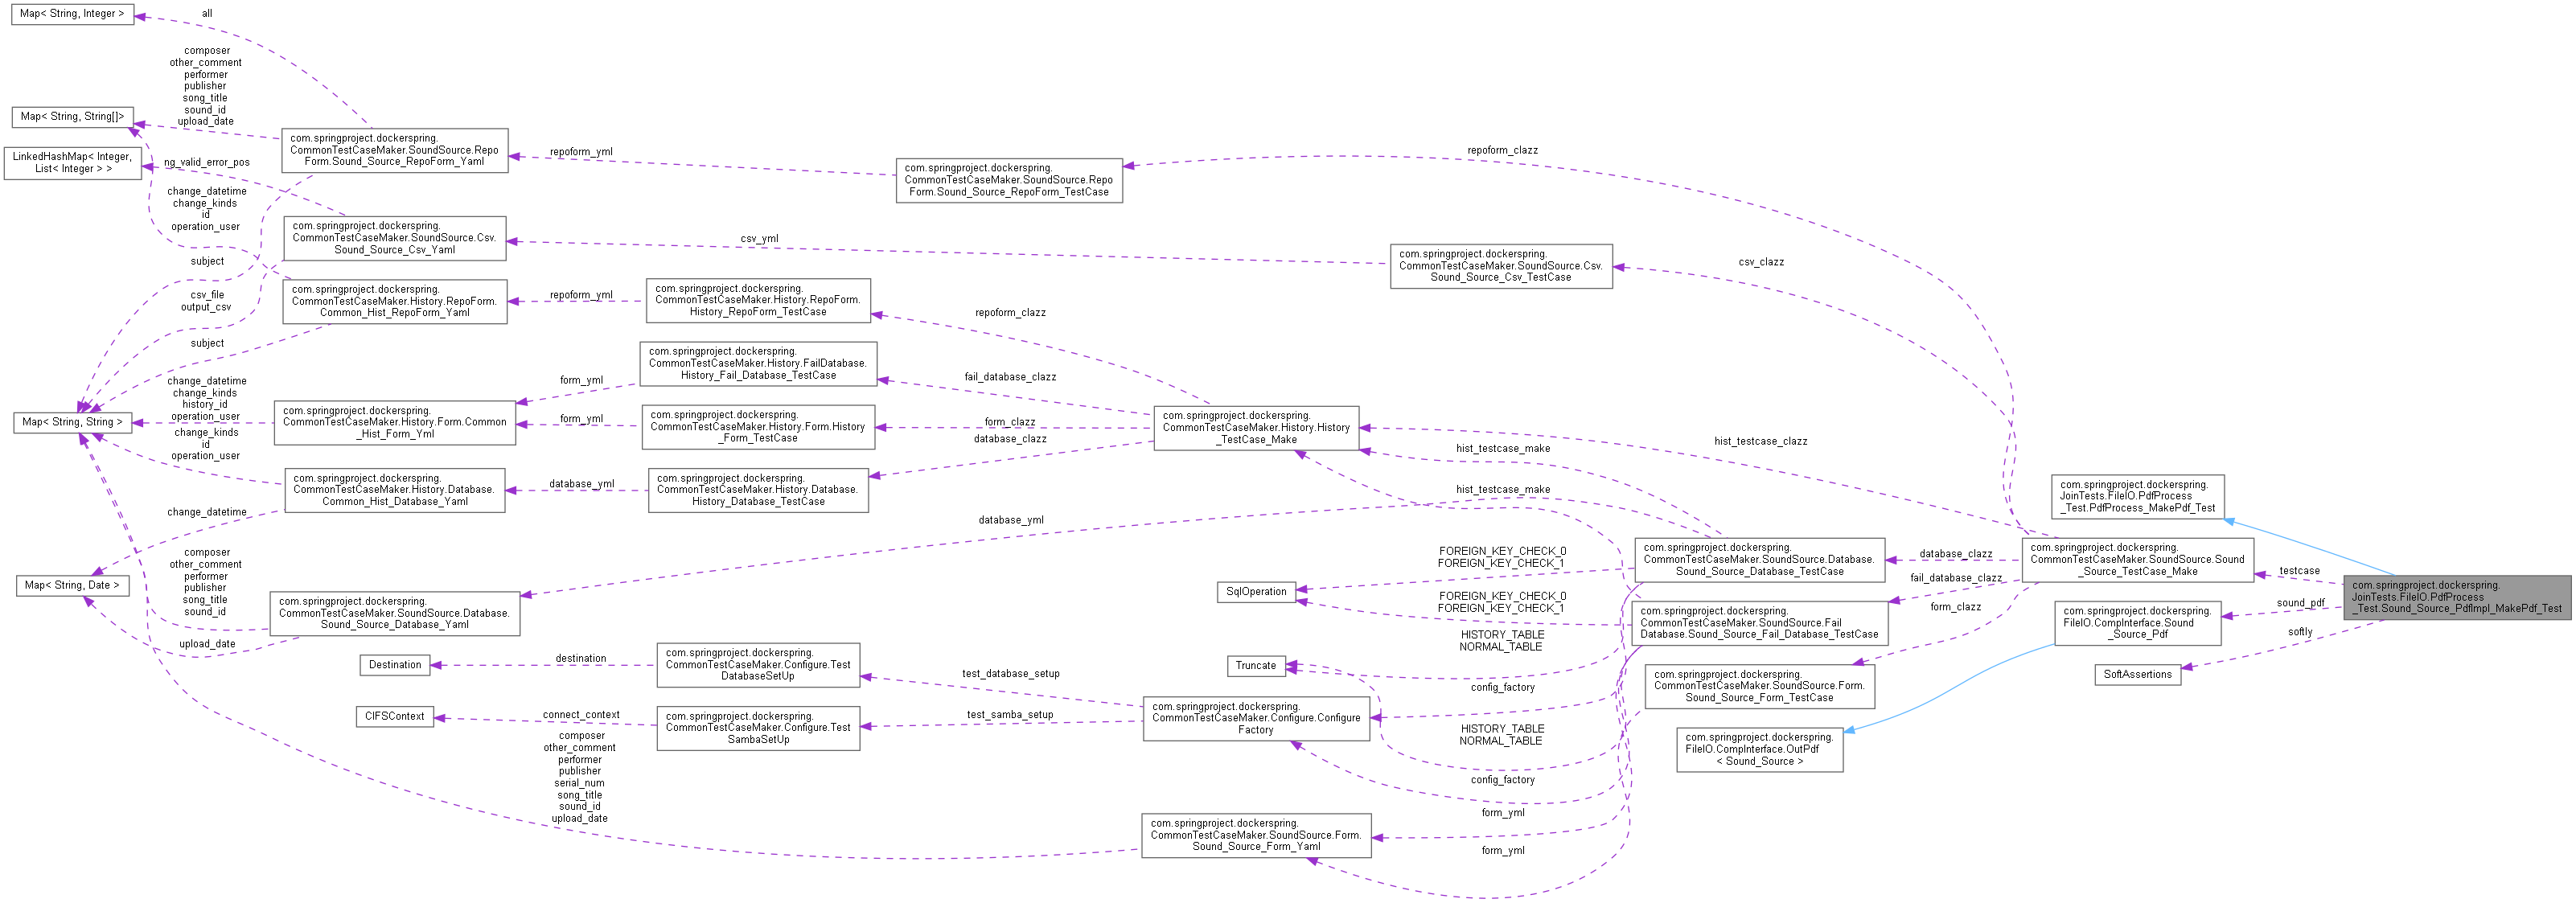 Map< String, Integer >
all
composer
other_comment
performer
publisher
song_title
sound_id
upload_date
Map< String, String[]>
LinkedHashMap< Integer,
List< Integer > >
ng_valid_error_pos
com.springproject.dockerspring.
CommonTestCaseMaker.SoundSource.Repo
Form.Sound_Source_RepoForm_Yaml
repoform_yml
com.springproject.dockerspring.
CommonTestCaseMaker.SoundSource.Repo
Form.Sound_Source_RepoForm_TestCase
repoform_clazz
change_datetime
change_kinds
id
operation_user
com.springproject.dockerspring.
CommonTestCaseMaker.SoundSource.Csv.
Sound_Source_Csv_Yaml
csv_yml
com.springproject.dockerspring.
CommonTestCaseMaker.SoundSource.Csv.
Sound_Source_Csv_TestCase
csv_clazz
subject
csv_file
output_csv
com.springproject.dockerspring.
CommonTestCaseMaker.History.RepoForm.
Common_Hist_RepoForm_Yaml
repoform_yml
com.springproject.dockerspring.
CommonTestCaseMaker.History.RepoForm.
History_RepoForm_TestCase
repoform_clazz
subject
com.springproject.dockerspring.
CommonTestCaseMaker.History.FailDatabase.
History_Fail_Database_TestCase
form_yml
fail_database_clazz
change_datetime
change_kinds
history_id
operation_user
Map< String, String >
com.springproject.dockerspring.
CommonTestCaseMaker.History.Form.Common
_Hist_Form_Yml
form_yml
com.springproject.dockerspring.
CommonTestCaseMaker.History.Form.History
_Form_TestCase
form_clazz
database_clazz
com.springproject.dockerspring.
CommonTestCaseMaker.History.History
_TestCase_Make
hist_testcase_clazz
hist_testcase_make
change_kinds
id
operation_user
com.springproject.dockerspring.
CommonTestCaseMaker.History.Database.
Common_Hist_Database_Yaml
database_yml
com.springproject.dockerspring.
CommonTestCaseMaker.History.Database.
History_Database_TestCase
hist_testcase_make
database_yml
change_datetime
com.springproject.dockerspring.
JoinTests.FileIO.PdfProcess
_Test.PdfProcess_MakePdf_Test
Map< String, Date >
composer
other_comment
performer
publisher
song_title
sound_id
com.springproject.dockerspring.
CommonTestCaseMaker.SoundSource.Database.
Sound_Source_Database_Yaml
upload_date
SqlOperation
FOREIGN_KEY_CHECK_0
FOREIGN_KEY_CHECK_1
FOREIGN_KEY_CHECK_0
FOREIGN_KEY_CHECK_1
com.springproject.dockerspring.
CommonTestCaseMaker.SoundSource.Database.
Sound_Source_Database_TestCase
database_clazz
fail_database_clazz
form_clazz
com.springproject.dockerspring.
CommonTestCaseMaker.SoundSource.Sound
_Source_TestCase_Make
testcase
sound_pdf
softly
com.springproject.dockerspring.
JoinTests.FileIO.PdfProcess
_Test.Sound_Source_PdfImpl_MakePdf_Test
com.springproject.dockerspring.
CommonTestCaseMaker.SoundSource.Fail
Database.Sound_Source_Fail_Database_TestCase
com.springproject.dockerspring.
FileIO.CompInterface.Sound
_Source_Pdf
HISTORY_TABLE
NORMAL_TABLE
Truncate
Destination
destination
com.springproject.dockerspring.
CommonTestCaseMaker.Configure.Test
DatabaseSetUp
test_database_setup
config_factory
com.springproject.dockerspring.
CommonTestCaseMaker.SoundSource.Form.
Sound_Source_Form_TestCase
SoftAssertions
CIFSContext
connect_context
com.springproject.dockerspring.
CommonTestCaseMaker.Configure.Test
SambaSetUp
test_samba_setup
com.springproject.dockerspring.
CommonTestCaseMaker.Configure.Configure
Factory
HISTORY_TABLE
NORMAL_TABLE
com.springproject.dockerspring.
FileIO.CompInterface.OutPdf
< Sound_Source >
config_factory
composer
other_comment
performer
publisher
serial_num
song_title
sound_id
upload_date
com.springproject.dockerspring.
CommonTestCaseMaker.SoundSource.Form.
Sound_Source_Form_Yaml
form_yml
form_yml